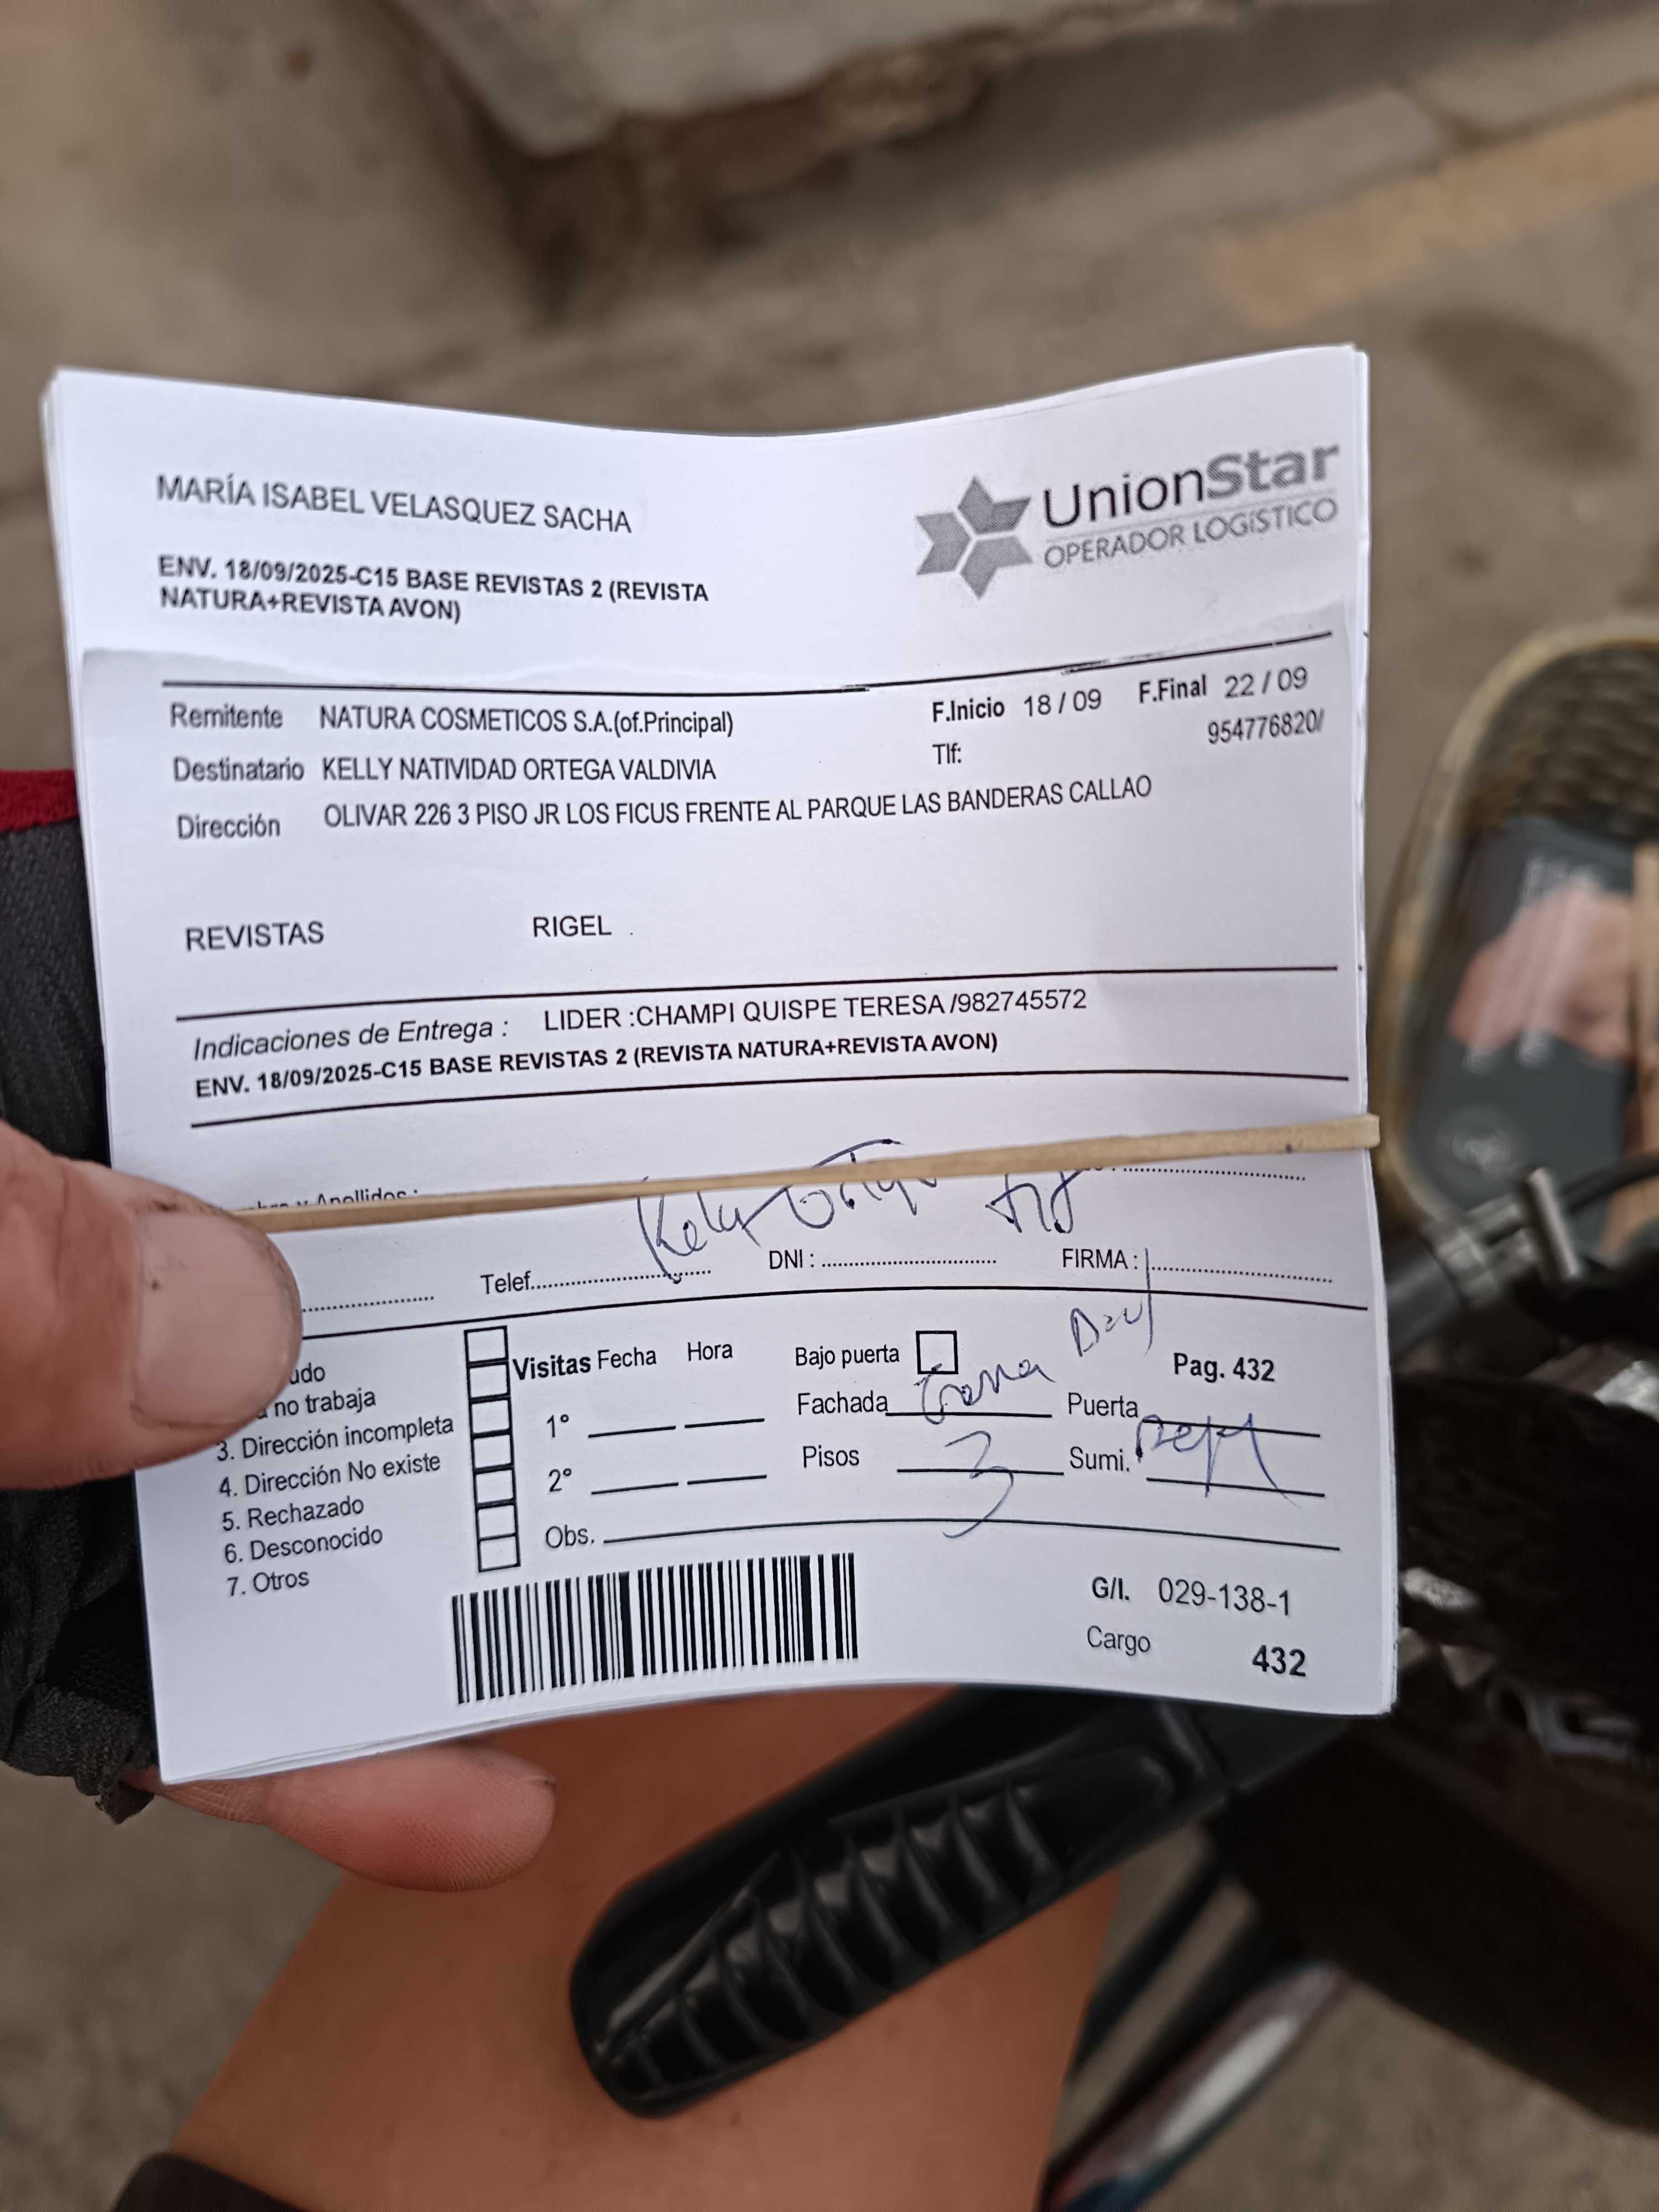 MARÍA ISABEL VELASQUEZ SACHA
UnionStar
OPERADOR LOGÍSTICO
ENV. 18/09/2025-C15 BASE REVISTAS 2 (REVISTA
NATURA+REVISTA AVON)
Remitente NATURA COSMETICOS S.A.(of.Principal) F.Inicio 18 / 09 F.Final 22 / 09
Destinatario KELLY NATIVIDAD ORTEGA VALDIVIA Tlf: 954776820/
Dirección OLIVAR 226 3 PISO JR LOS FICUS FRENTE AL PARQUE LAS BANDERAS CALLAO
REVISTAS RIGEL .
Indicaciones de Entrega : LIDER :CHAMPI QUISPE TERESA /982745572
ENV. 18/09/2025-C15 BASE REVISTAS 2 (REVISTA NATURA+REVISTA AVON)
y Apellidos :
Telef. DNI : FIRMA :
Visitas Fecha Hora Bajo puerta Pag. 432
no trabaja
Fachada Puerta
3. Dirección incompleta 1°
Pisos 3 Sumi.
4. Dirección No existe 2°
5. Rechazado
6. Desconocido Obs.
7. Otros
G/I. 029-138-1
Cargo 432